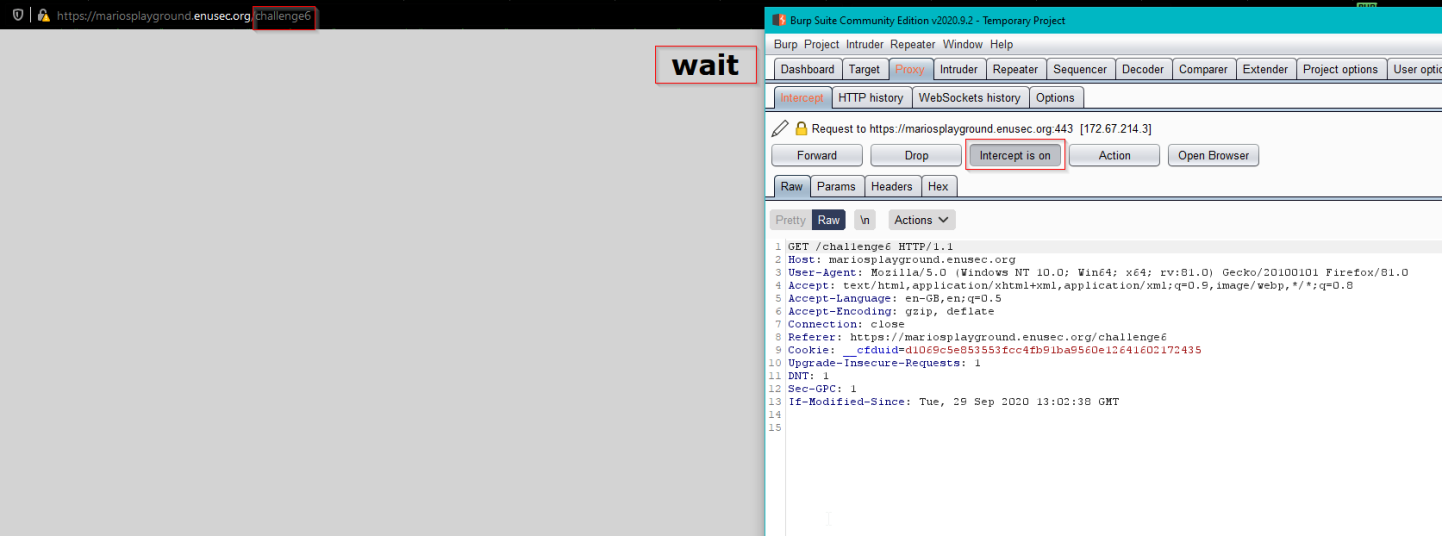 https://mariosplayground.enusec.org/challenge6
wait
Burp Suite Community Edition v2020.9.2 - Temporary Project
Burp Project Intruder Repeater Window Help
Dashboard Target Proxy Intruder Repeater Sequencer Decoder Comparer Extender Project options User optio
Intercept HTTP history WebSockets history Options
Request to https://mariosplayground.enusec.org:443 [172.67.214.3]
Forward Drop Intercept is on Action Open Browser
Raw Params Headers Hex
Pretty Raw \n Actions
1 GET /challenge6 HTTP/1.1
2 Host: mariosplayground.enusec.org
3 User-Agent: Mozilla/5.0 (Windows NT 10.0; Win64; x64; rv:81.0) Gecko/20100101 Firefox/81.0
4 Accept: text/html,application/xhtml+xml,application/xml;q=0.9,image/webp,*/*;q=0.8
5 Accept-Language: en-GB,en;q=0.5
6 Accept-Encoding: gzip, deflate
7 Connection: close
8 Referer: https://mariosplayground.enusec.org/challenge6
9 Cookie: __cfduid=d1069c5e853553fcc4fb91ba9560e12641602172435
10 Upgrade-Insecure-Requests: 1
11 DNT: 1
12 Sec-GPC: 1
13 If-Modified-Since: Tue, 29 Sep 2020 13:02:38 GMT
14
15